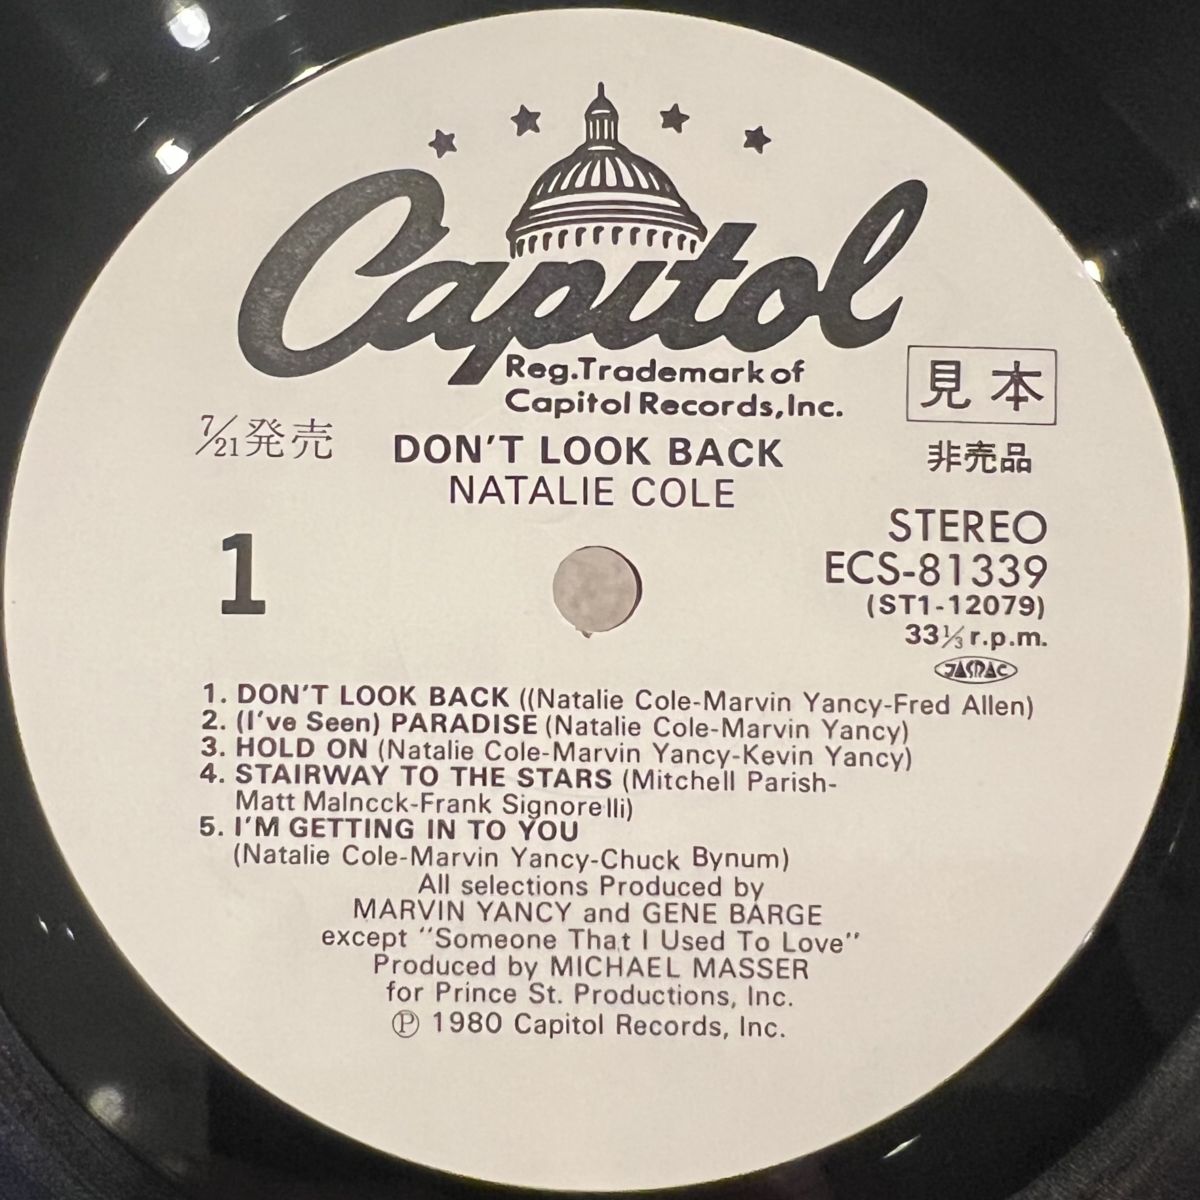 Capitol
Reg.Trademark of
Capitol Records,Inc.
見本
7/21発売
DON'T LOOK BACK
非売品
NATALIE COLE
STEREO
1
ECS-81339
(ST1-12079)
33⅓ r.p.m.
JASRAC
1. DON'T LOOK BACK ((Natalie Cole-Marvin Yancy-Fred Allen)
2. (I've Seen) PARADISE (Natalie Cole-Marvin Yancy)
3. HOLD ON (Natalie Cole-Marvin Yancy-Kevin Yancy)
4. STAIRWAY TO THE STARS (Mitchell Parish-
Matt Malncck-Frank Signorelli)
5. I'M GETTING IN TO YOU
(Natalie Cole-Marvin Yancy-Chuck Bynum)
All selections Produced by
MARVIN YANCY and GENE BARGE
except "Someone That I Used To Love"
Produced by MICHAEL MASSER
for Prince St. Productions, Inc.
Ⓟ 1980 Capitol Records, Inc.